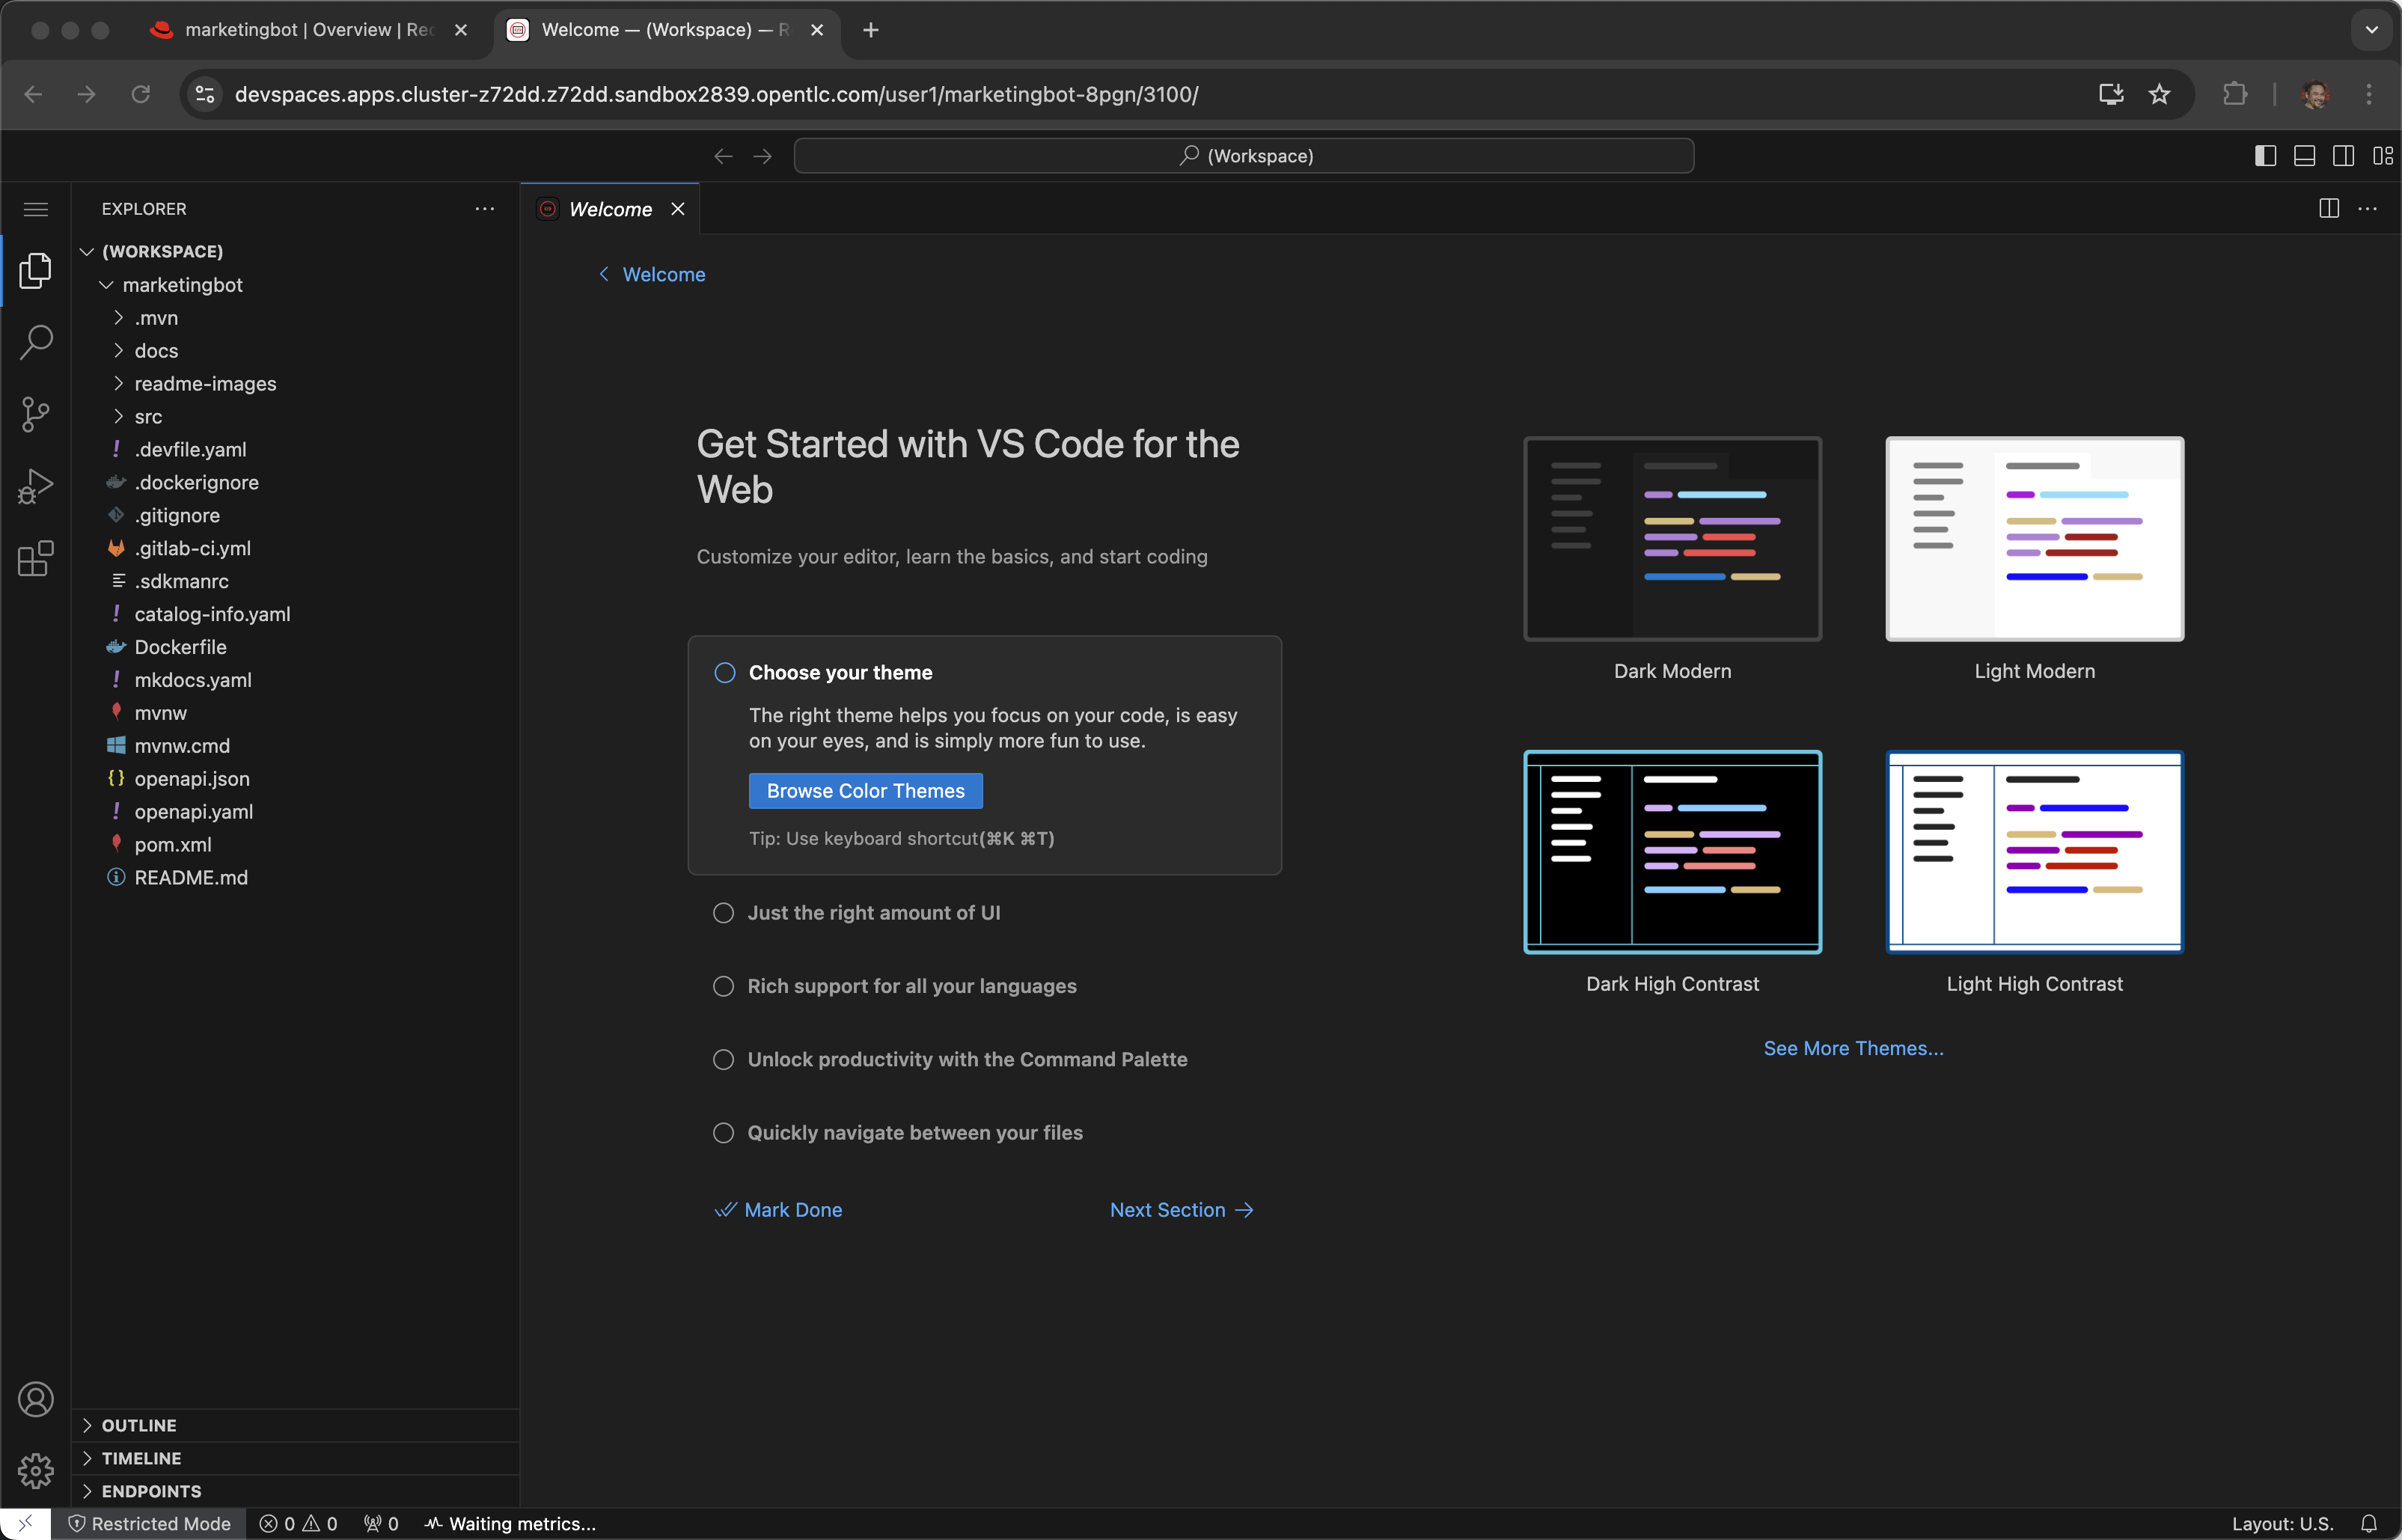 marketingbot | Overview | Red
Welcome — (Workspace) — R
devspaces.apps.cluster-z72dd.z72dd.sandbox2839.opentlc.com/user1/marketingbot-8pgn/3100/
(Workspace)
EXPLORER
(WORKSPACE)
marketingbot
.mvn
docs
readme-images
src
.devfile.yaml
.dockerignore
.gitignore
.gitlab-ci.yml
.sdkmanrc
catalog-info.yaml
Dockerfile
mkdocs.yaml
mvnw
mvnw.cmd
openapi.json
openapi.yaml
pom.xml
README.md
OUTLINE
TIMELINE
ENDPOINTS
Welcome
Welcome
Get Started with VS Code for the
Web
Customize your editor, learn the basics, and start coding
Choose your theme
The right theme helps you focus on your code, is easy
on your eyes, and is simply more fun to use.
Browse Color Themes
Tip: Use keyboard shortcut(⌘K ⌘T)
Just the right amount of UI
Rich support for all your languages
Unlock productivity with the Command Palette
Quickly navigate between your files
Mark Done
Next Section →
Dark Modern
Light Modern
Dark High Contrast
Light High Contrast
See More Themes...
Restricted Mode 0 0 0 Waiting metrics... Layout: U.S.